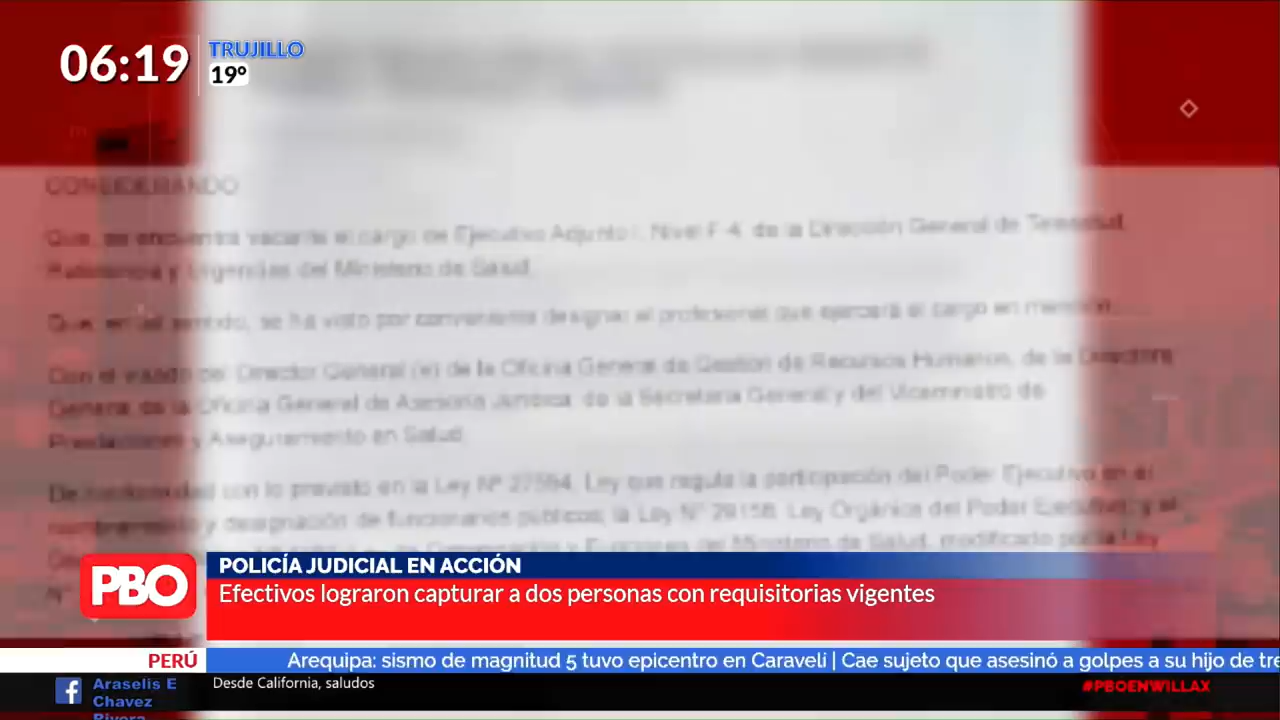 06:19
TRUJILLO
19°
CONSIDERANDO
Que, se encuentra vacante el cargo de Ejecutivo Adjunto I, Nivel F-4, de la Dirección General de Telesalud,
Referencia y Urgencias del Ministerio de Salud;
Que, en tal sentido, se ha visto por conveniente designar al profesional que ejercerá el cargo en mención;
Con el visado del Director General (e) de la Oficina General de Gestión de Recursos Humanos, de la Directora
General de la Oficina General de Asesoría Jurídica, de la Secretaria General y del Viceministro de
Prestaciones y Aseguramiento en Salud;
De conformidad con lo previsto en la Ley N° 27594, Ley que regula la participación del Poder Ejecutivo en el
nombramiento y designación de funcionarios públicos; la Ley N° 29158, Ley Orgánica del Poder Ejecutivo; y el
Ministerio de Salud, modificado por la Ley
PBO
POLICÍA JUDICIAL EN ACCIÓN
Efectivos lograron capturar a dos personas con requisitorias vigentes
PERÚ
Arequipa: sismo de magnitud 5 tuvo epicentro en Caraveli | Cae sujeto que asesinó a golpes a su hijo de tre
Araselis E
Chavez
Rivera
Desde California, saludos
#PBOENWILLAX